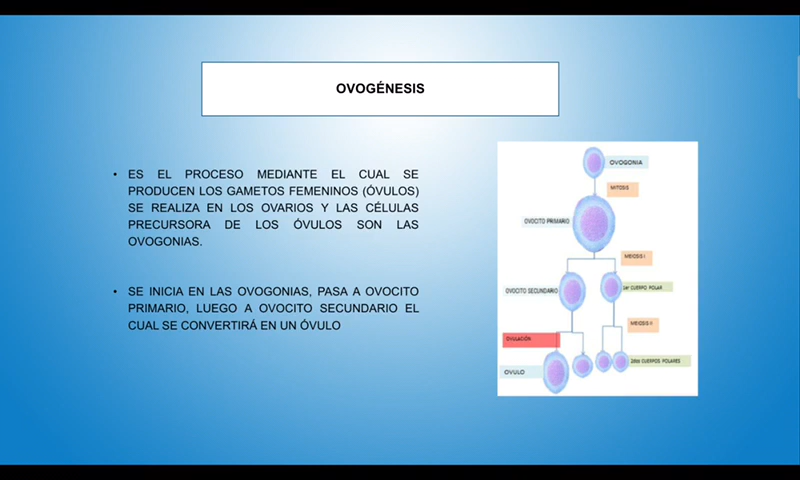 OVOGÉNESIS
• ES EL PROCESO MEDIANTE EL CUAL SE
PRODUCEN LOS GAMETOS FEMENINOS (ÓVULOS)
SE REALIZA EN LOS OVARIOS Y LAS CÉLULAS
PRECURSORA DE LOS ÓVULOS SON LAS
OVOGONIAS.
• SE INICIA EN LAS OVOGONIAS, PASA A OVOCITO
PRIMARIO, LUEGO A OVOCITO SECUNDARIO EL
CUAL SE CONVERTIRÁ EN UN ÓVULO
OVOGONIA
MITOSIS
OVOCITO PRIMARIO
MEIOSIS I
OVOCITO SECUNDARIO
1er CUERPO POLAR
MEIOSIS II
OVULACIÓN
2dos CUERPOS POLARES
OVULO